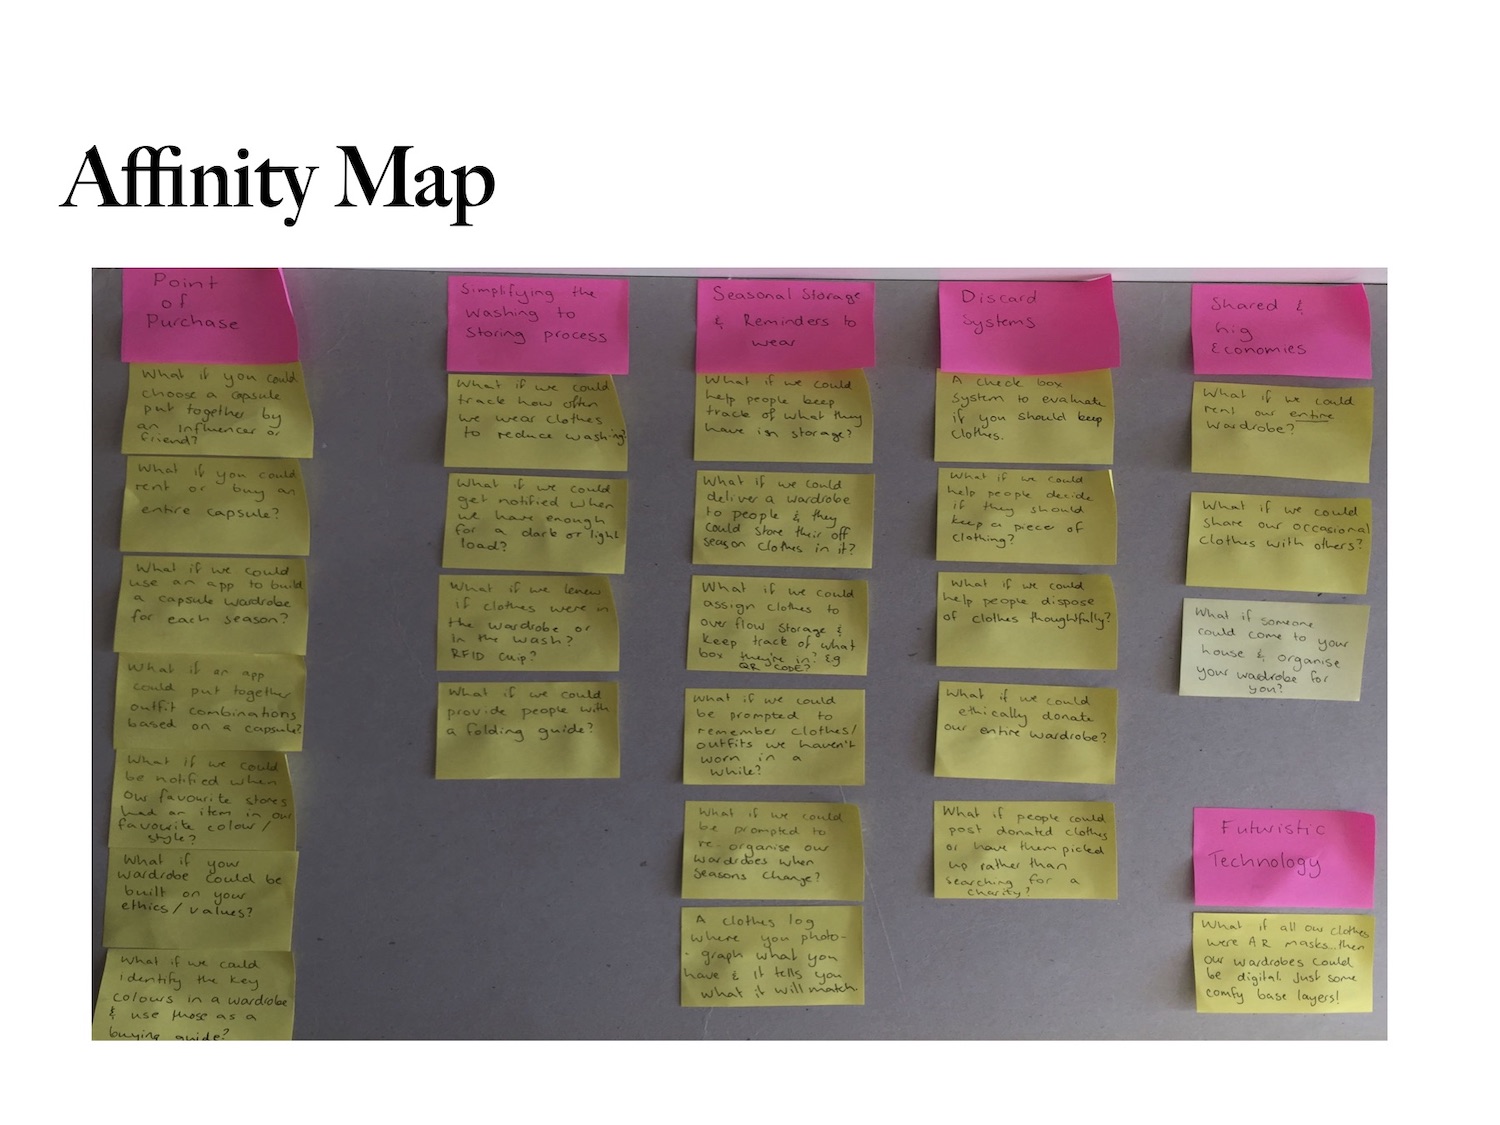 Affinity Map
Point
of
Purchase
What if you could
choose a capsule
put together by
an influencer or
friend?
What if you could
rent or buy an
entire capsule?
What if we could
use an app to build
a capsule wardrobe
for each season?
What if an app
could put together
outfit combinations
based on a capsule?
What if we could
be notified when
our favourite stores
had an item in our
favourite colour/
style?
What if your
wardrobe could be
built on your
ethics/values?
What if we could
identify the key
colours in a wardrobe
& use those as a
buying guide?
Simplifying the
washing to
storing process
What if we could
track how often
we wear clothes
to reduce washing?
What if we could
get notified when
we have enough
for a dark or light
load?
What if we knew
if clothes were in
the wardrobe or
in the wash?
RFID chip?
What if we could
provide people with
a folding guide?
Seasonal Storage
& Reminders to
wear
What if we could
help people keep
track of what they
have in storage?
What if we could
deliver a wardrobe
to people & they
could store their off
season clothes in it?
What if we could
assign clothes to
overflow storage &
keep track of what
box they're in? Eg
QR CODE?
What if we could
be prompted to
remember clothes/
outfits we haven't
worn in a
while?
What if we could
be prompted to
re-organise our
wardrobes when
seasons change?
A clothes log
where you photo-
-graph what you
have & it tells you
what it will match.
Discard
Systems
A check box
system to evaluate
if you should keep
clothes.
What if we could
help people decide
if they should
keep a piece of
clothing?
What if we could
help people dispose
of clothes thoughtfully?
What if we could
ethically donate
our entire wardrobe?
What if people could
post donated clothes
or have them picked
up rather than
searching for a
charity?
Shared &
Gig
Economies
What if we could
rent our entire
wardrobe?
What if we could
share our occasional
clothes with others?
What if someone
could come to your
house & organise
your wardrobe for
you?
Futuristic
Technology
What if all our clothes
were AR masks...then
our wardrobes could
be digital. Just some
comfy base layers!